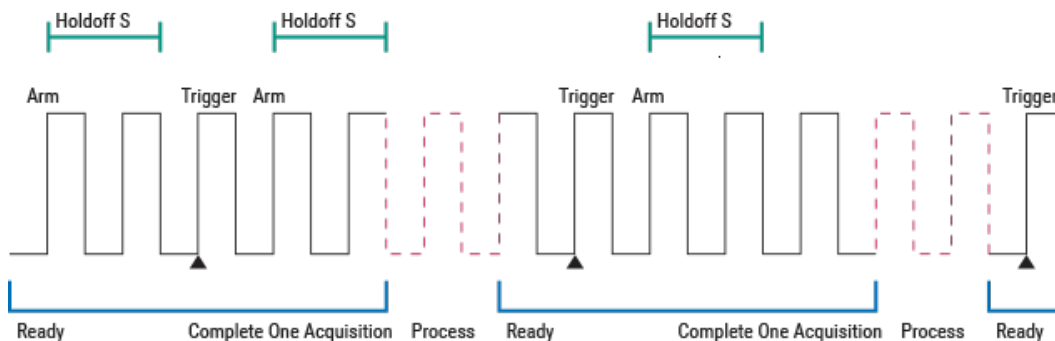 Holdoff S Holdoff S Holdoff S
Arm Trigger Arm Trigger Arm Trigger
Ready Complete One Acquisition Process Ready Complete One Acquisition Process Ready